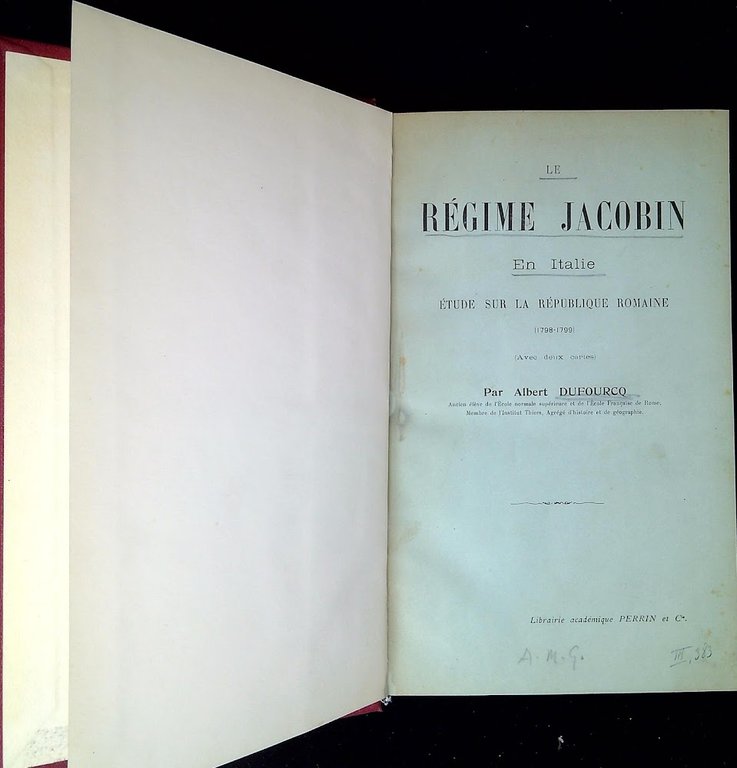 LE
RÉGIME JACOBIN
En Italie
ÉTUDE SUR LA RÉPUBLIQUE ROMAINE
(1798-1799)
(Avec deux cartes)
Par Albert DUFOURCQ
Ancien élève de l'École normale supérieure et de l'École Française de Rome,
Membre de l'Institut Thiers, Agrégé d'histoire et de géographie.
Librairie académique PERRIN et Cie.
A. M. G.
III, 383